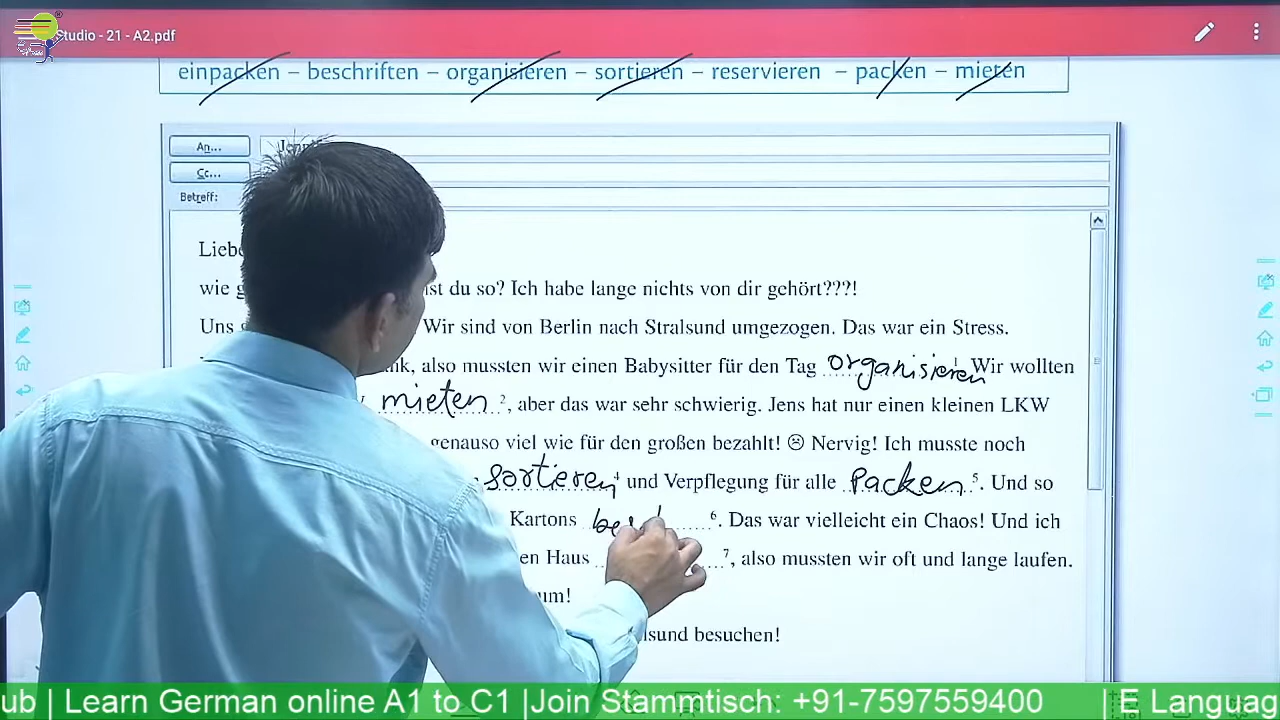 Studio - 21 - A2.pdf
einpacken – beschriften – organisieren – sortieren – reservieren – packen – mieten
An...
Cc...
Betreff:
Liebe
wie g ist du so? Ich habe lange nichts von dir gehört???!
Uns Wir sind von Berlin nach Stralsund umgezogen. Das war ein Stress.
nk, also mussten wir einen Babysitter für den Tag organisieren 1. Wir wollten
mieten 2, aber das war sehr schwierig. Jens hat nur einen kleinen LKW
genauso viel wie für den großen bezahlt! ☹ Nervig! Ich musste noch
sortieren 4 und Verpflegung für alle Packen 5. Und so
Kartons 6. Das war vielleicht ein Chaos! Und ich
en Haus 7, also mussten wir oft und lange laufen.
um!
lsund besuchen!
ub | Learn German online A1 to C1 |Join Stammtisch: +91-7597559400 | E Languag